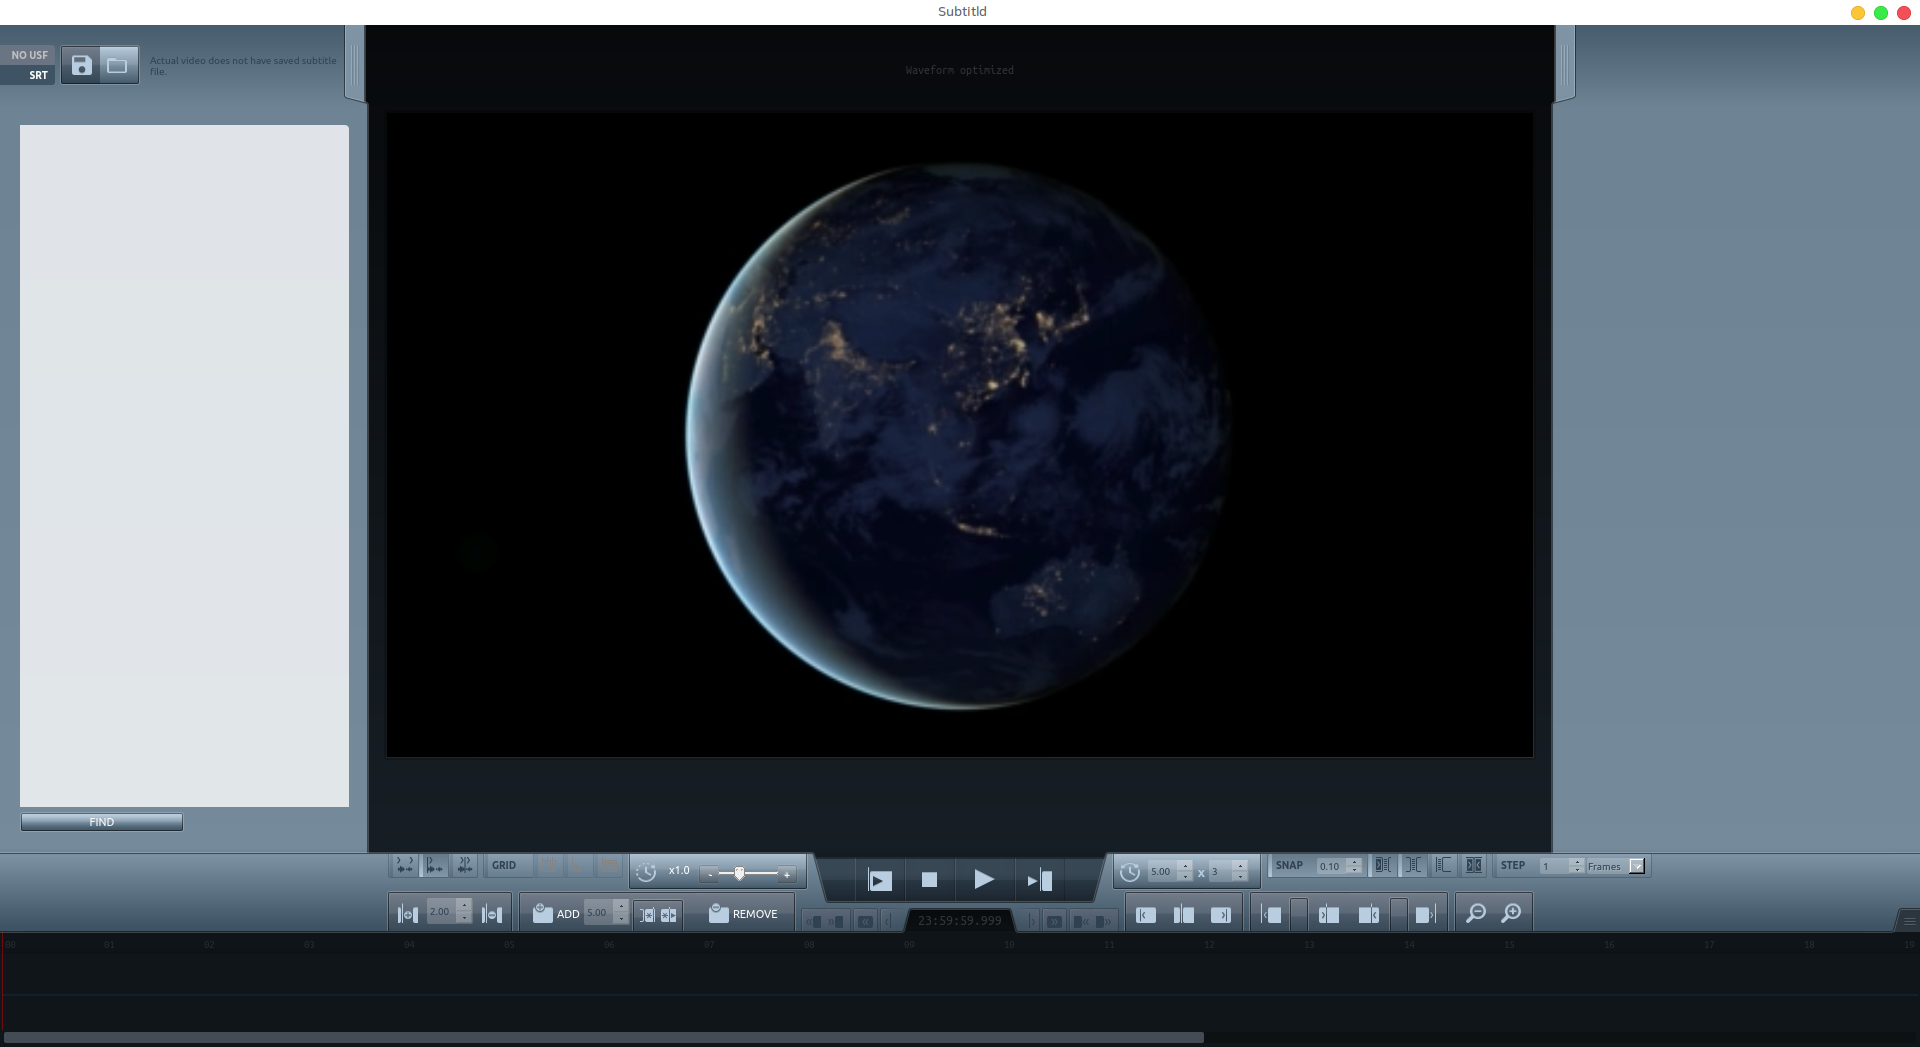 Subtitld
NO USF
SRT
Actual video does not have saved subtitle
file.
Waveform optimized
FIND
GRID
x1.0
-
+
5.00
x
3
SNAP
0.10
STEP
1
Frames
2.00
ADD
5.00
REMOVE
23:59:59.999
00 01 02 03 04 05 06 07 08 09 10 11 12 13 14 15 16 17 18 19